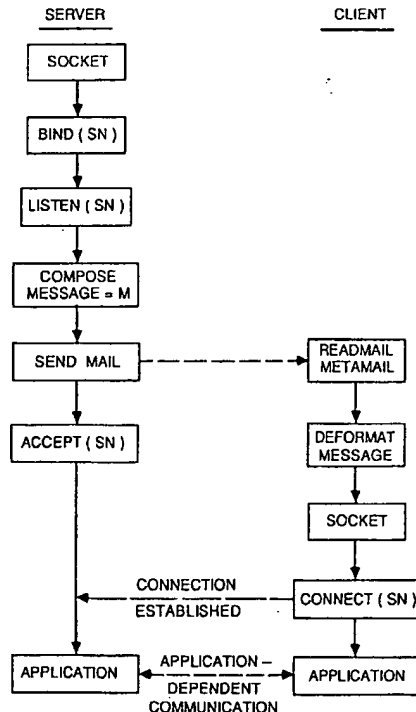 SERVER
CLIENT
SOCKET
BIND ( SN )
LISTEN ( SN )
COMPOSE
MESSAGE = M
SEND MAIL
READMAIL
METAMAIL
ACCEPT ( SN )
DEFORMAT
MESSAGE
SOCKET
CONNECTION
ESTABLISHED
CONNECT ( SN )
APPLICATION
APPLICATION –
DEPENDENT
COMMUNICATION
APPLICATION